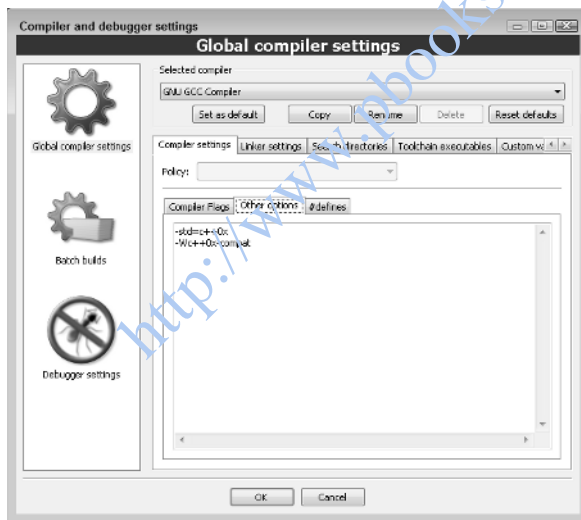 Compiler and debugger settings
Global compiler settings
Selected compiler
GNU GCC Compiler
Set as default Copy Rename Delete Reset defaults
Global compiler settings
Compiler settings Linker settings Search directories Toolchain executables Custom va
Policy:
Compiler Flags Other options #defines
-std=c++0x
-Wc++0x-compat
Batch builds
Debugger settings
OK Cancel
http://www.pbooks